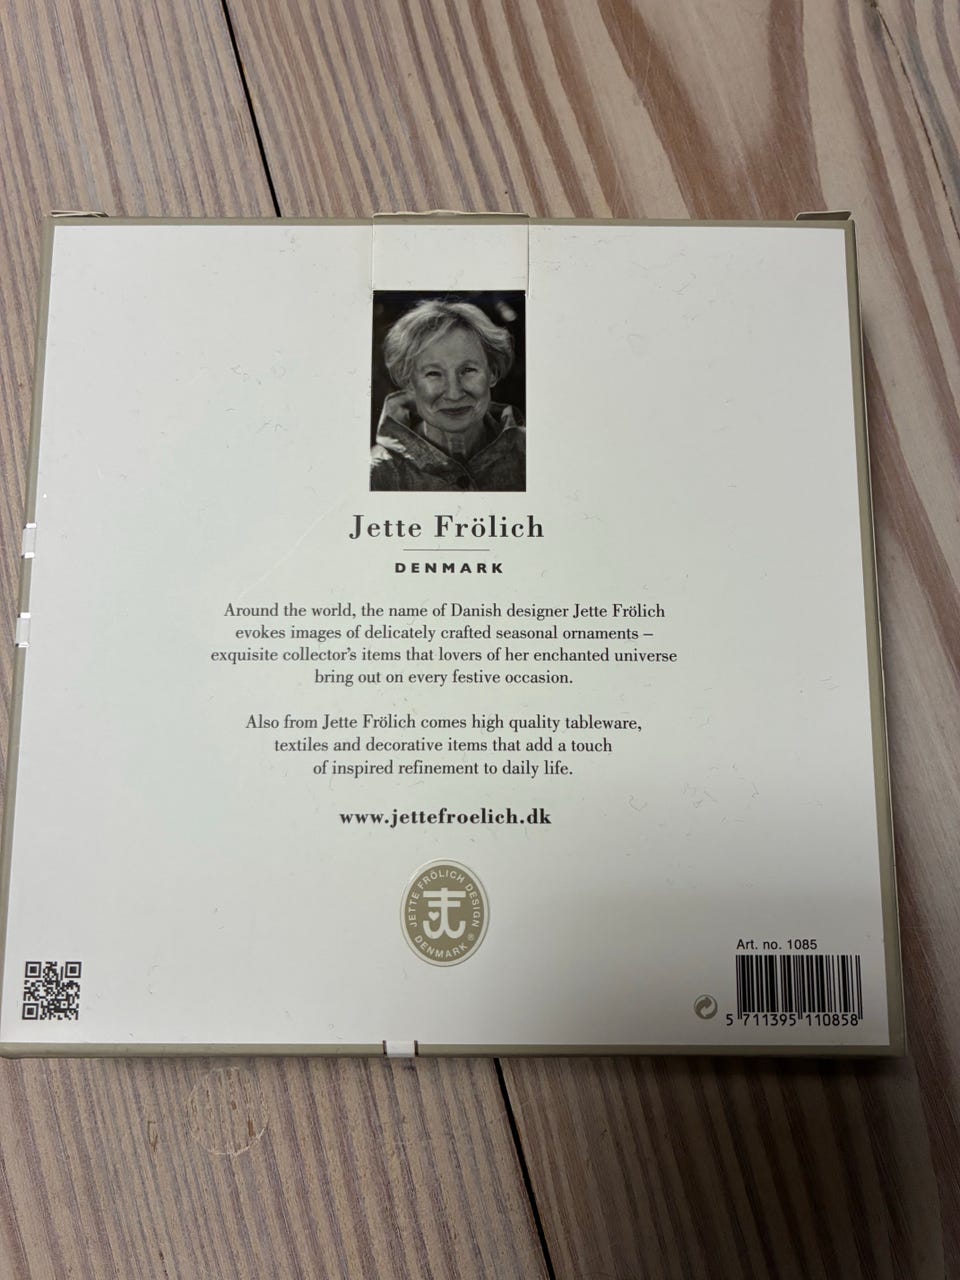 Jette Frölich
DENMARK
Around the world, the name of Danish designer Jette Frölich
evokes images of delicately crafted seasonal ornaments –
exquisite collector's items that lovers of her enchanted universe
bring out on every festive occasion.
Also from Jette Frölich comes high quality tableware,
textiles and decorative items that add a touch
of inspired refinement to daily life.
www.jettefroelich.dk
JETTE FRÖLICH DESIGN
DENMARK ®
Art. no. 1085
5 711395 110858